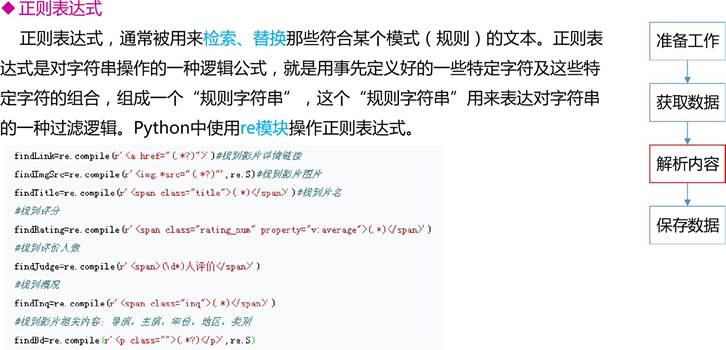 ◆ 正则表达式
正则表达式，通常被用来检索、替换那些符合某个模式（规则）的文本。正则表
达式是对字符串操作的一种逻辑公式，就是用事先定义好的一些特定字符及这些特
定字符的组合，组成一个“规则字符串”，这个“规则字符串”用来表达对字符串
的一种过滤逻辑。Python中使用re模块操作正则表达式。
findLink=re.compile(r'<a href="(.*?)">')#找到影片详情链接
findImgSrc=re.compile(r'<img.*src="(.*?)"',re.S)#找到影片图片
findTitle=re.compile(r'<span class="title">(.*)</span>')#找到片名
#找到评分
findRating=re.compile(r'<span class="rating_num" property="v:average">(.*)</span>')
#找到评价人数
findJudge=re.compile(r'<span>(\d*)人评价</span>')
#找到概况
findInq=re.compile(r'<span class="inq">(.*)</span>')
#找到影片相关内容：导演，主演，年份，地区，类别
findBd=re.compile(r'<p class="">(.*?)</p>',re.S)
准备工作
获取数据
解析内容
保存数据